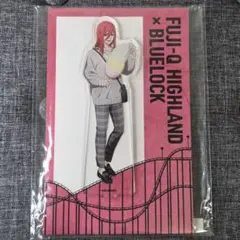 FUJI-Q HIGHLAND
× BLUELOCK